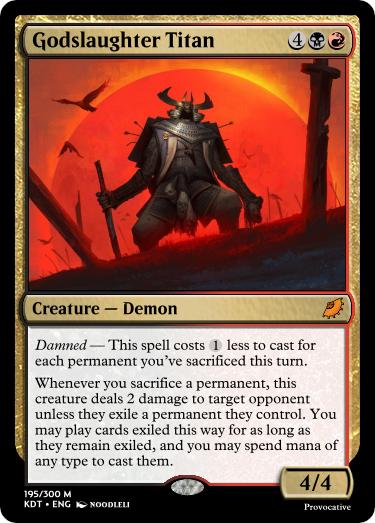 Godslaughter Titan 4
Creature — Demon
Damned — This spell costs 1 less to cast for
each permanent you've sacrificed this turn.
Whenever you sacrifice a permanent, this
creature deals 2 damage to target opponent
unless they exile a permanent they control. You
may play cards exiled this way for as long as
they remain exiled, and you may spend mana of
any type to cast them.
4/4
195/300 M
KDT • ENG NOODLELI
Provocative